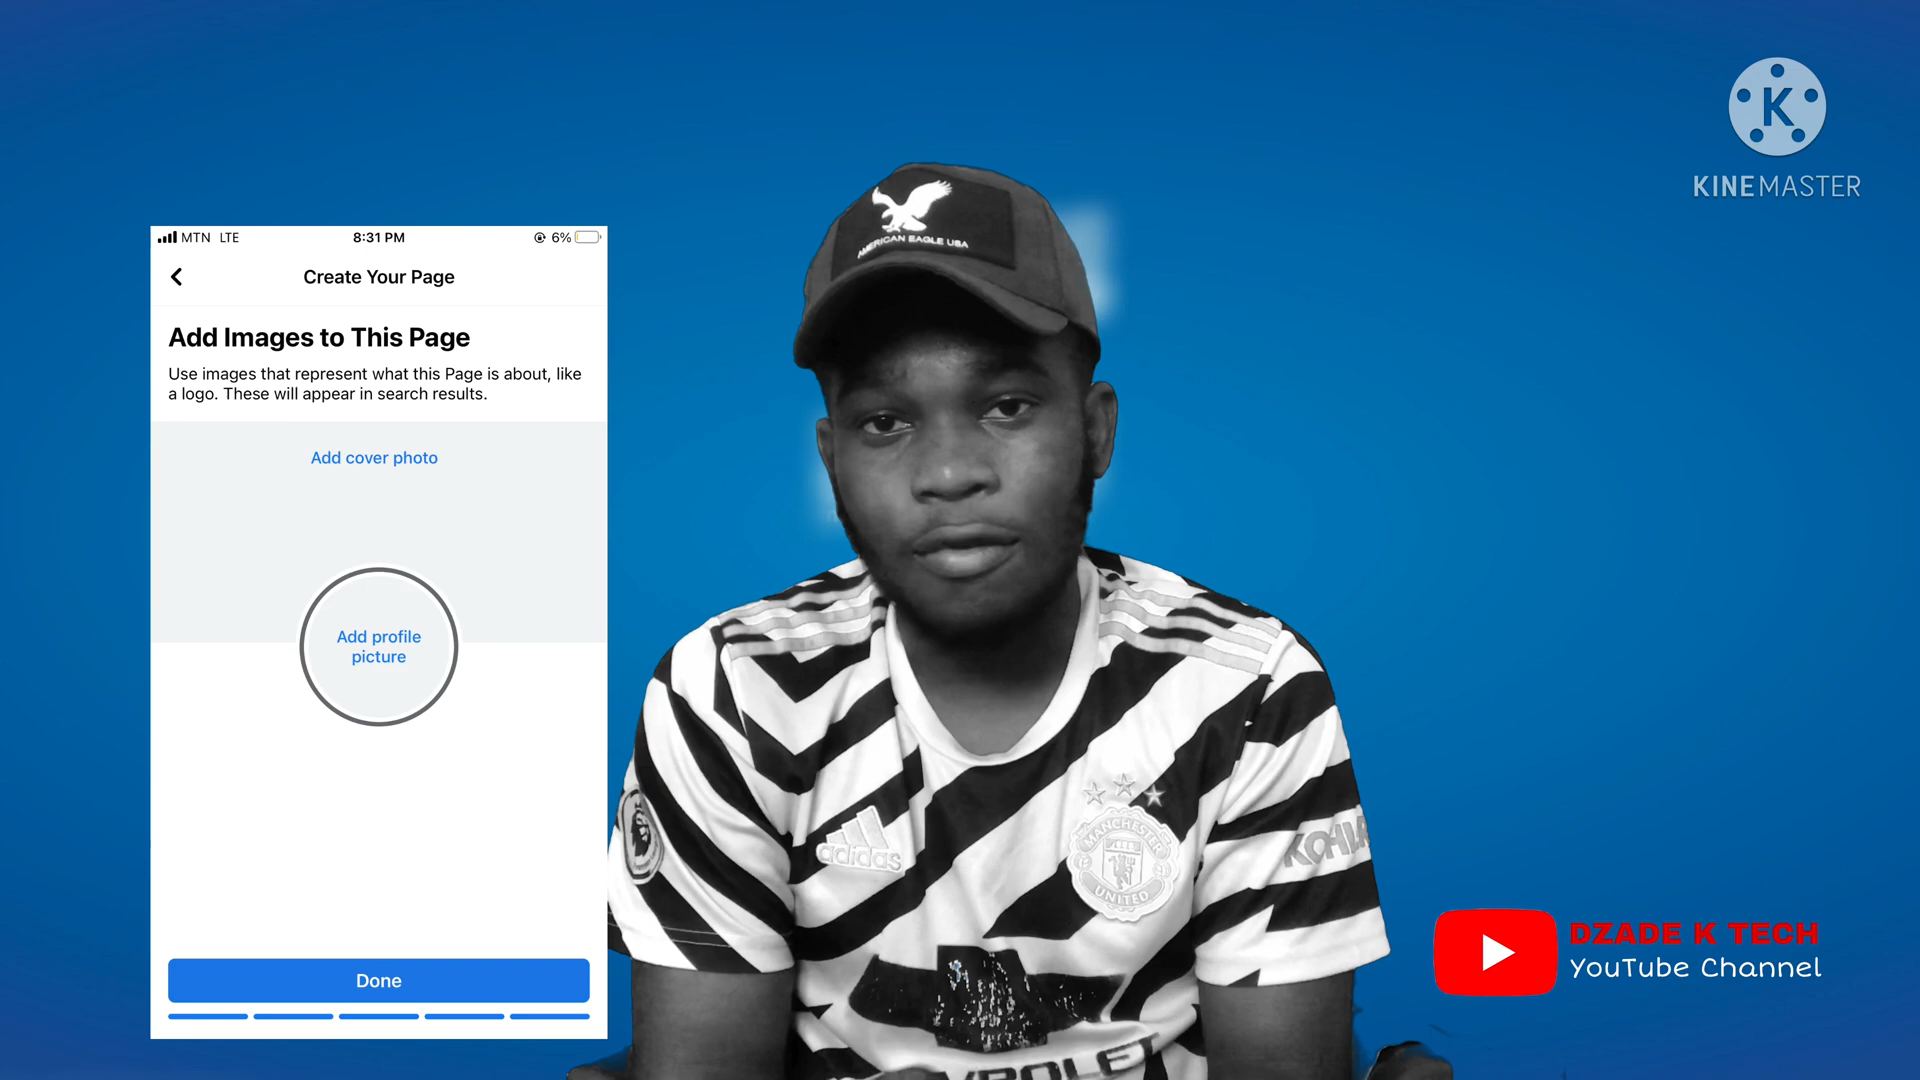 MTN LTE 8:31 PM 6%
Create Your Page
Add Images to This Page
Use images that represent what this Page is about, like
a logo. These will appear in search results.
Add cover photo
Add profile
picture
Done
KINEMASTER
AMERICAN EAGLE USA
adidas
MANCHESTER
UNITED
DZADE K TECH
YouTube Channel